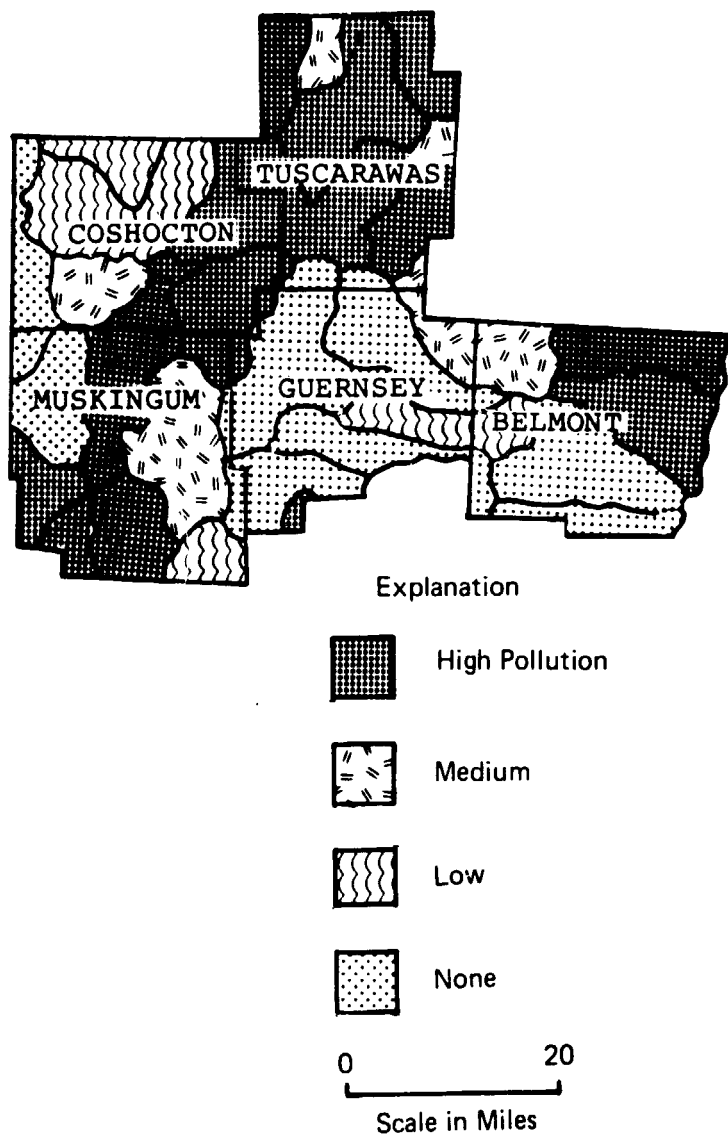 TUSCARAWAS
COSHOCTON
MUSKINGUM
GUERNSEY
BELMONT
Explanation
High Pollution
Medium
Low
None
0 20
Scale in Miles